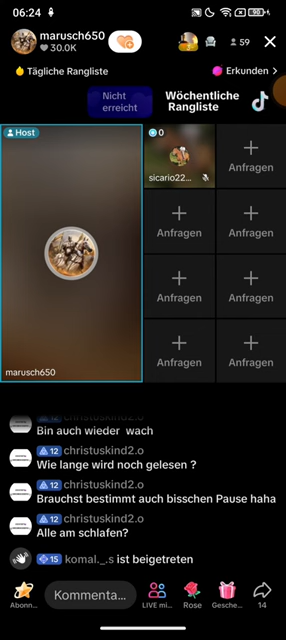 06:24
90
marusch650
30.0K
59
Tägliche Rangliste
Erkunden >
Nicht erreicht
Wöchentliche Rangliste
TikTok
Host
0
sicario22...
Anfragen
Anfragen
Anfragen
Anfragen
Anfragen
Anfragen
Anfragen
marusch650
12 christuskind2.o
Bin auch wieder wach
12 christuskind2.o
Wie lange wird noch gelesen ?
12 christuskind2.o
Brauchst bestimmt auch bisschen Pause haha
12 christuskind2.o
Alle am schlafen?
15 komal._.s ist beigetreten
Abonn...
Kommenta...
LIVE mi...
Rose
Gesche...
14